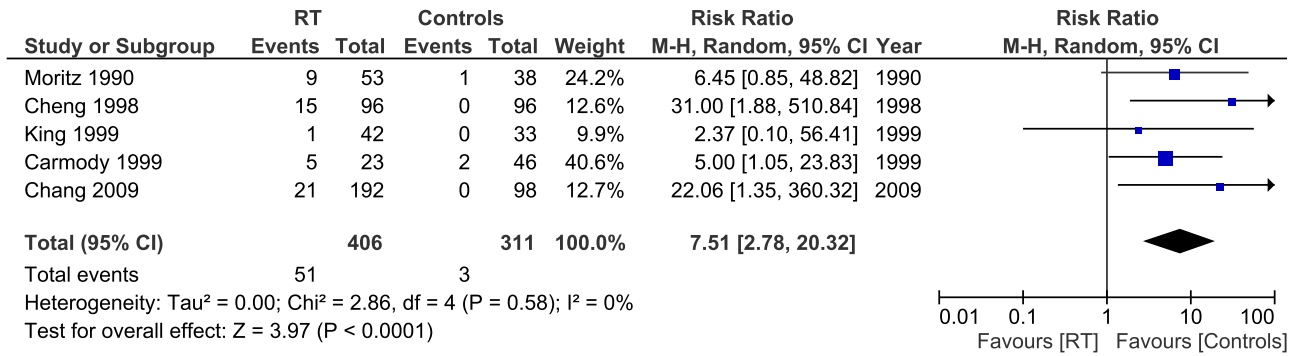 RT Controls Risk Ratio Risk Ratio
Study or Subgroup Events Total Events Total Weight M-H, Random, 95% CI Year M-H, Random, 95% CI
Moritz 1990 9 53 1 38 24.2% 6.45 [0.85, 48.82] 1990
Cheng 1998 15 96 0 96 12.6% 31.00 [1.88, 510.84] 1998
King 1999 1 42 0 33 9.9% 2.37 [0.10, 56.41] 1999
Carmody 1999 5 23 2 46 40.6% 5.00 [1.05, 23.83] 1999
Chang 2009 21 192 0 98 12.7% 22.06 [1.35, 360.32] 2009
Total (95% CI) 406 311 100.0% 7.51 [2.78, 20.32]
Total events 51 3
Heterogeneity: Tau² = 0.00; Chi² = 2.86, df = 4 (P = 0.58); I² = 0%
Test for overall effect: Z = 3.97 (P < 0.0001)
0.01 0.1 1 10 100
Favours [RT] Favours [Controls]